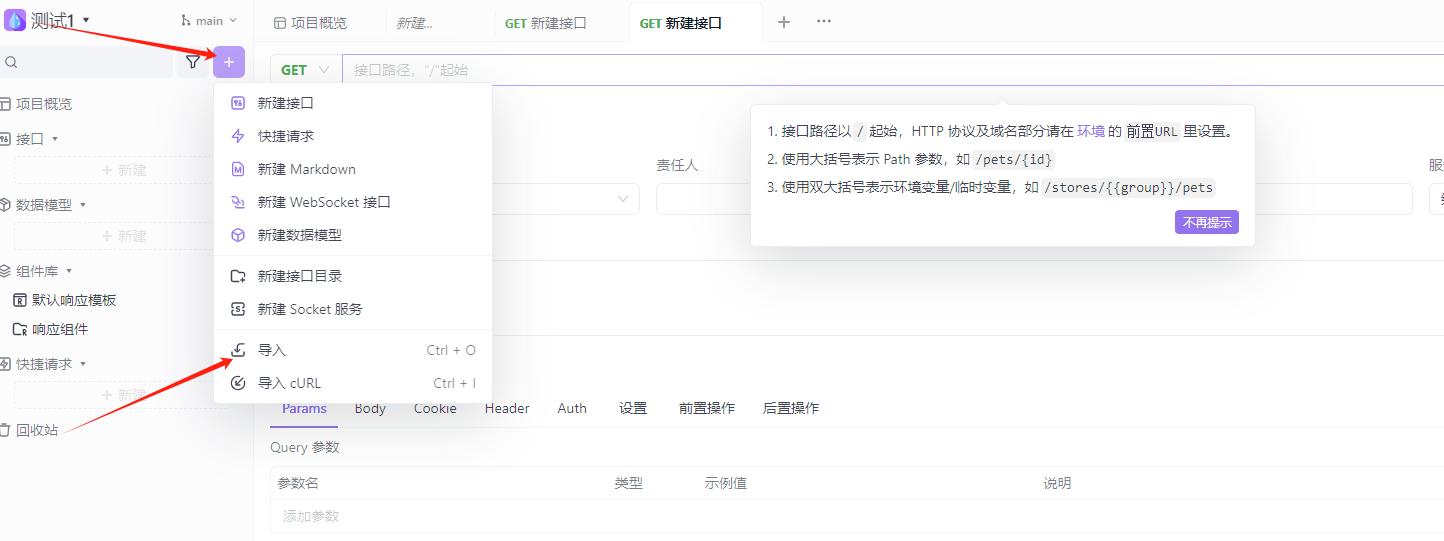 测试1
main
项目概览
新建...
GET 新建接口
GET 新建接口
GET
接口路径，“/”起始
项目概览
接口
+ 新建
数据模型
+ 新建
组件库
默认响应模板
响应组件
快捷请求
+ 新建
回收站
新建接口
快捷请求
新建 Markdown
新建 WebSocket 接口
新建数据模型
新建接口目录
新建 Socket 服务
导入 Ctrl + O
导入 cURL Ctrl + I
1. 接口路径以 / 起始，HTTP 协议及域名部分请在 环境 的 前置URL 里设置。
2. 使用大括号表示 Path 参数，如 /pets/{id}
3. 使用双大括号表示环境变量/临时变量，如 /stores/{{group}}/pets
不再提示
责任人
Params Body Cookie Header Auth 设置 前置操作 后置操作
Query 参数
参数名 类型 示例值 说明
添加参数